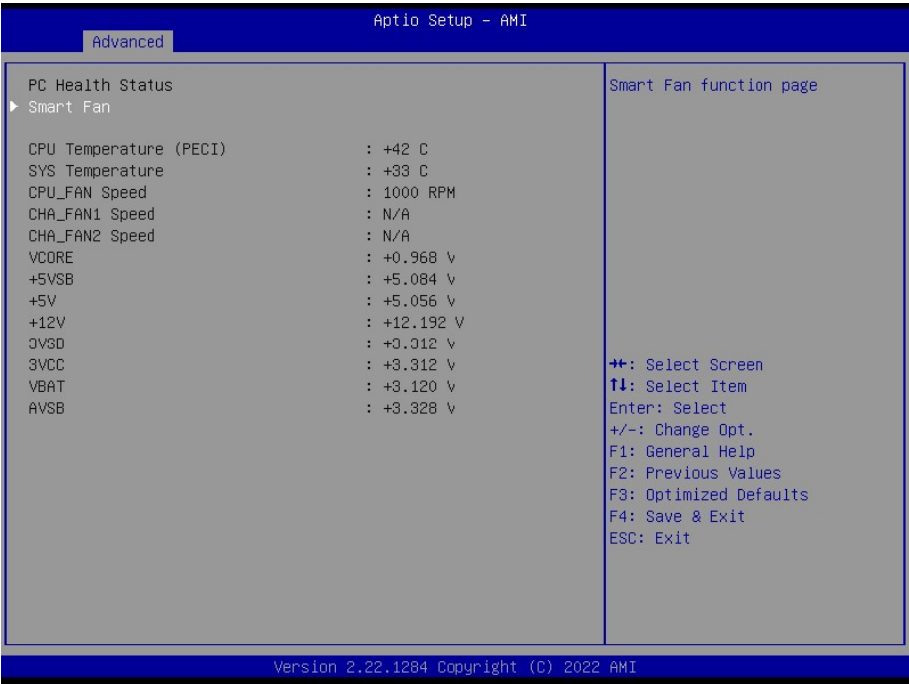 Aptio Setup – AMI
Advanced
PC Health Status
Smart Fan
CPU Temperature (PECI) : +42 C
SYS Temperature : +33 C
CPU_FAN Speed : 1000 RPM
CHA_FAN1 Speed : N/A
CHA_FAN2 Speed : N/A
VCORE : +0.968 V
+5VSB : +5.084 V
+5V : +5.056 V
+12V : +12.192 V
3VCC : +3.312 V
VBAT : +3.120 V
AVSB : +3.328 V
Smart Fan function page
→←: Select Screen
↑↓: Select Item
Enter: Select
+/-: Change Opt.
F1: General Help
F2: Previous Values
F3: Optimized Defaults
F4: Save & Exit
ESC: Exit
Version 2.22.1284 Copyright (C) 2022 AMI